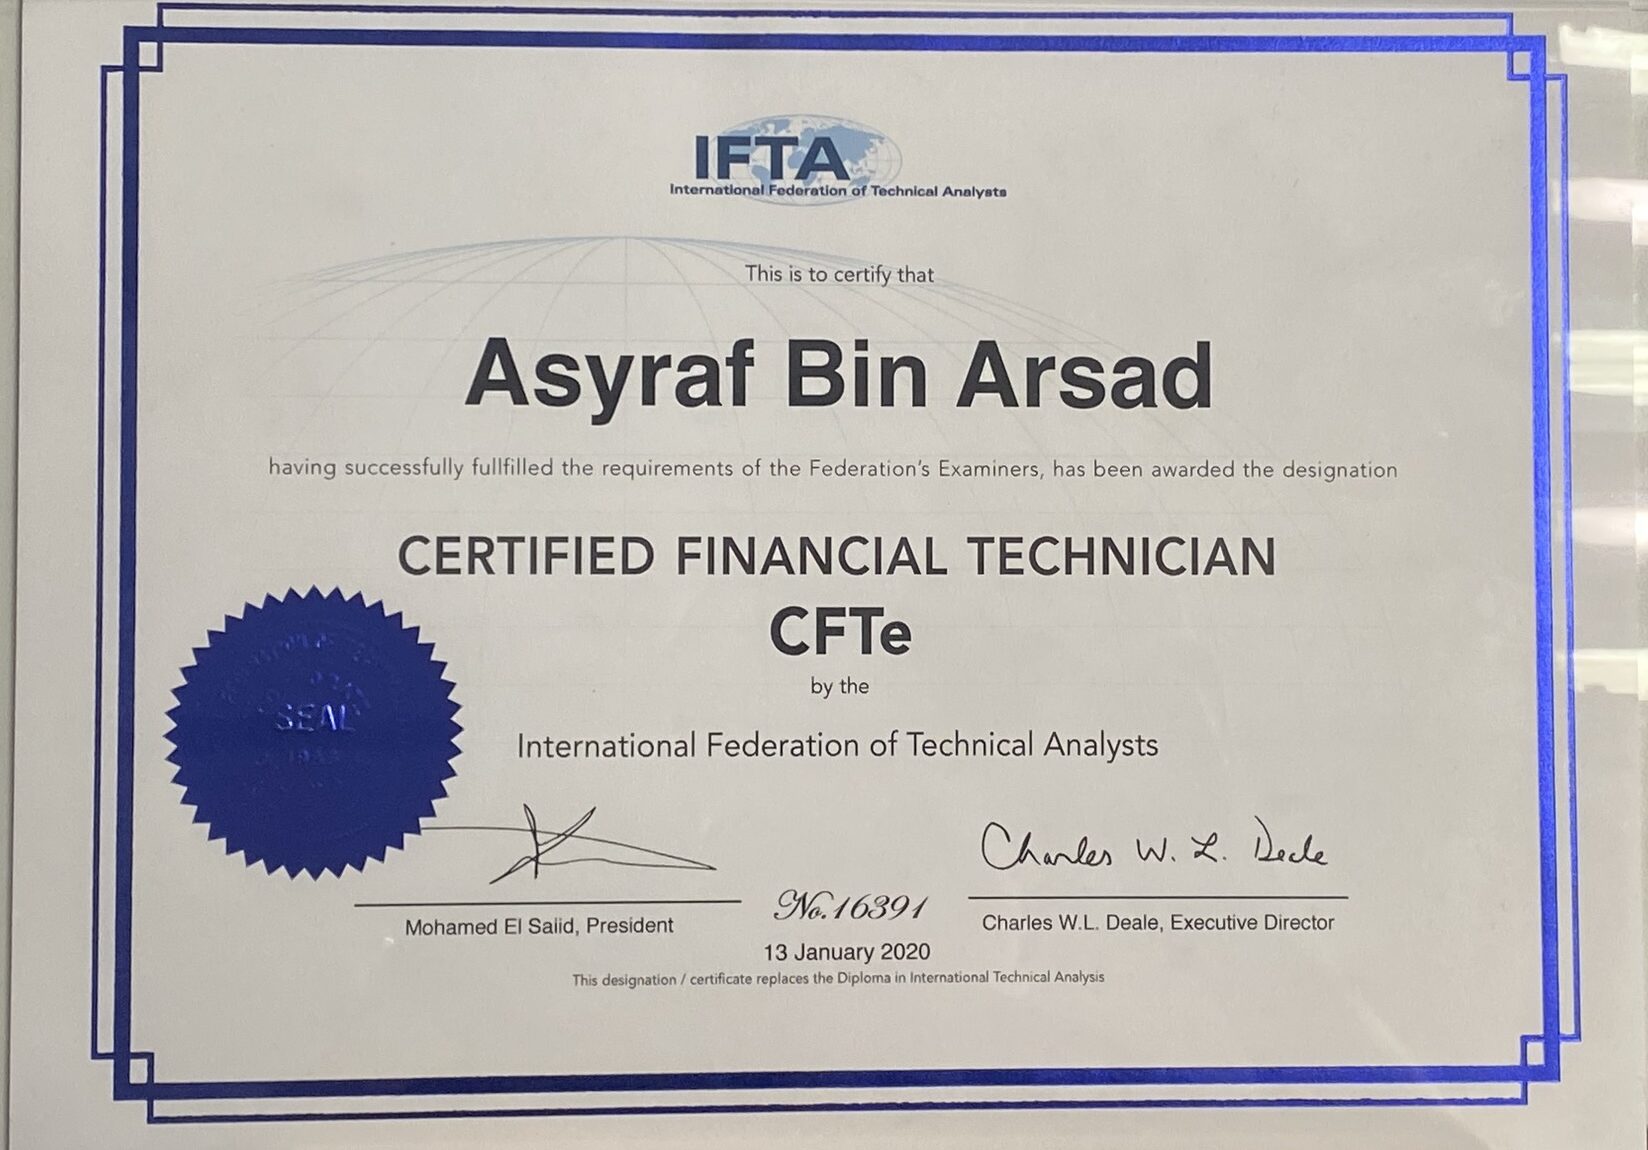 IFTA
International Federation of Technical Analysts
This is to certify that
Asyraf Bin Arsad
having successfully fullfilled the requirements of the Federation's Examiners, has been awarded the designation
CERTIFIED FINANCIAL TECHNICIAN
CFTe
by the
International Federation of Technical Analysts
SEAL
Charles W. L. Deale
Mohamed El Saiid, President
No.16391
Charles W.L. Deale, Executive Director
13 January 2020
This designation / certificate replaces the Diploma in International Technical Analysis